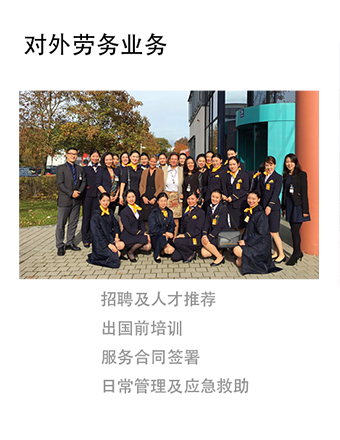 对外劳务业务
招聘及人才推荐
出国前培训
服务合同签署
日常管理及应急救助